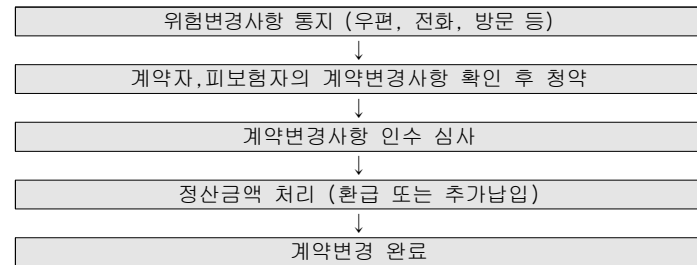 위험변경사항 통지 (우편, 전화, 방문 등)
↓
계약자,피보험자의 계약변경사항 확인 후 청약
↓
계약변경사항 인수 심사
↓
정산금액 처리 (환급 또는 추가납입)
↓
계약변경 완료